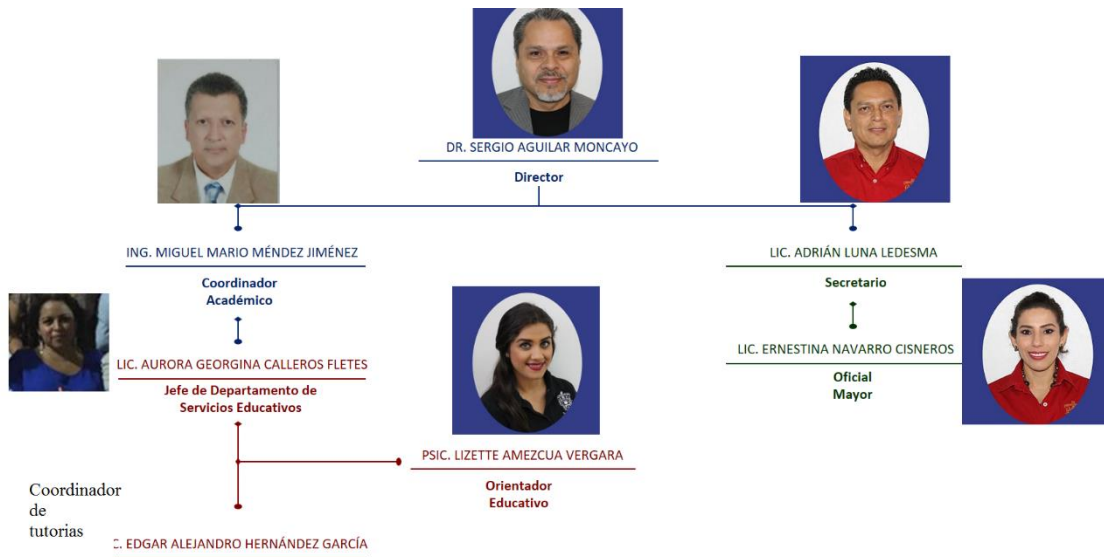 DR. SERGIO AGUILAR MONCAYO
Director
ING. MIGUEL MARIO MÉNDEZ JIMÉNEZ
Coordinador
Académico
LIC. ADRIÁN LUNA LEDESMA
Secretario
LIC. AURORA GEORGINA CALLEROS FLETES
Jefe de Departamento de
Servicios Educativos
LIC. ERNESTINA NAVARRO CISNEROS
Oficial
Mayor
PSIC. LIZETTE AMEZCUA VERGARA
Orientador
Educativo
Coordinador
de
tutorias
C. EDGAR ALEJANDRO HERNÁNDEZ GARCÍA